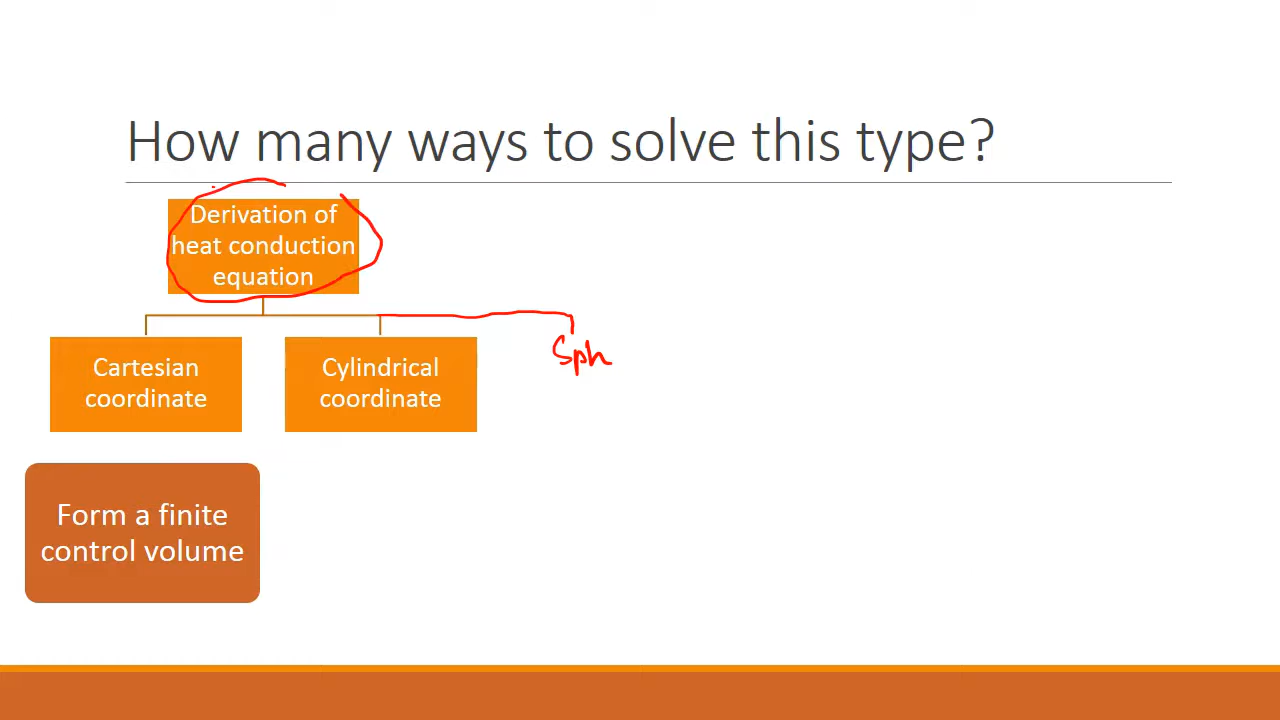 How many ways to solve this type?
Derivation of
heat conduction
equation
Cartesian
coordinate
Cylindrical
coordinate
Sph
Form a finite
control volume